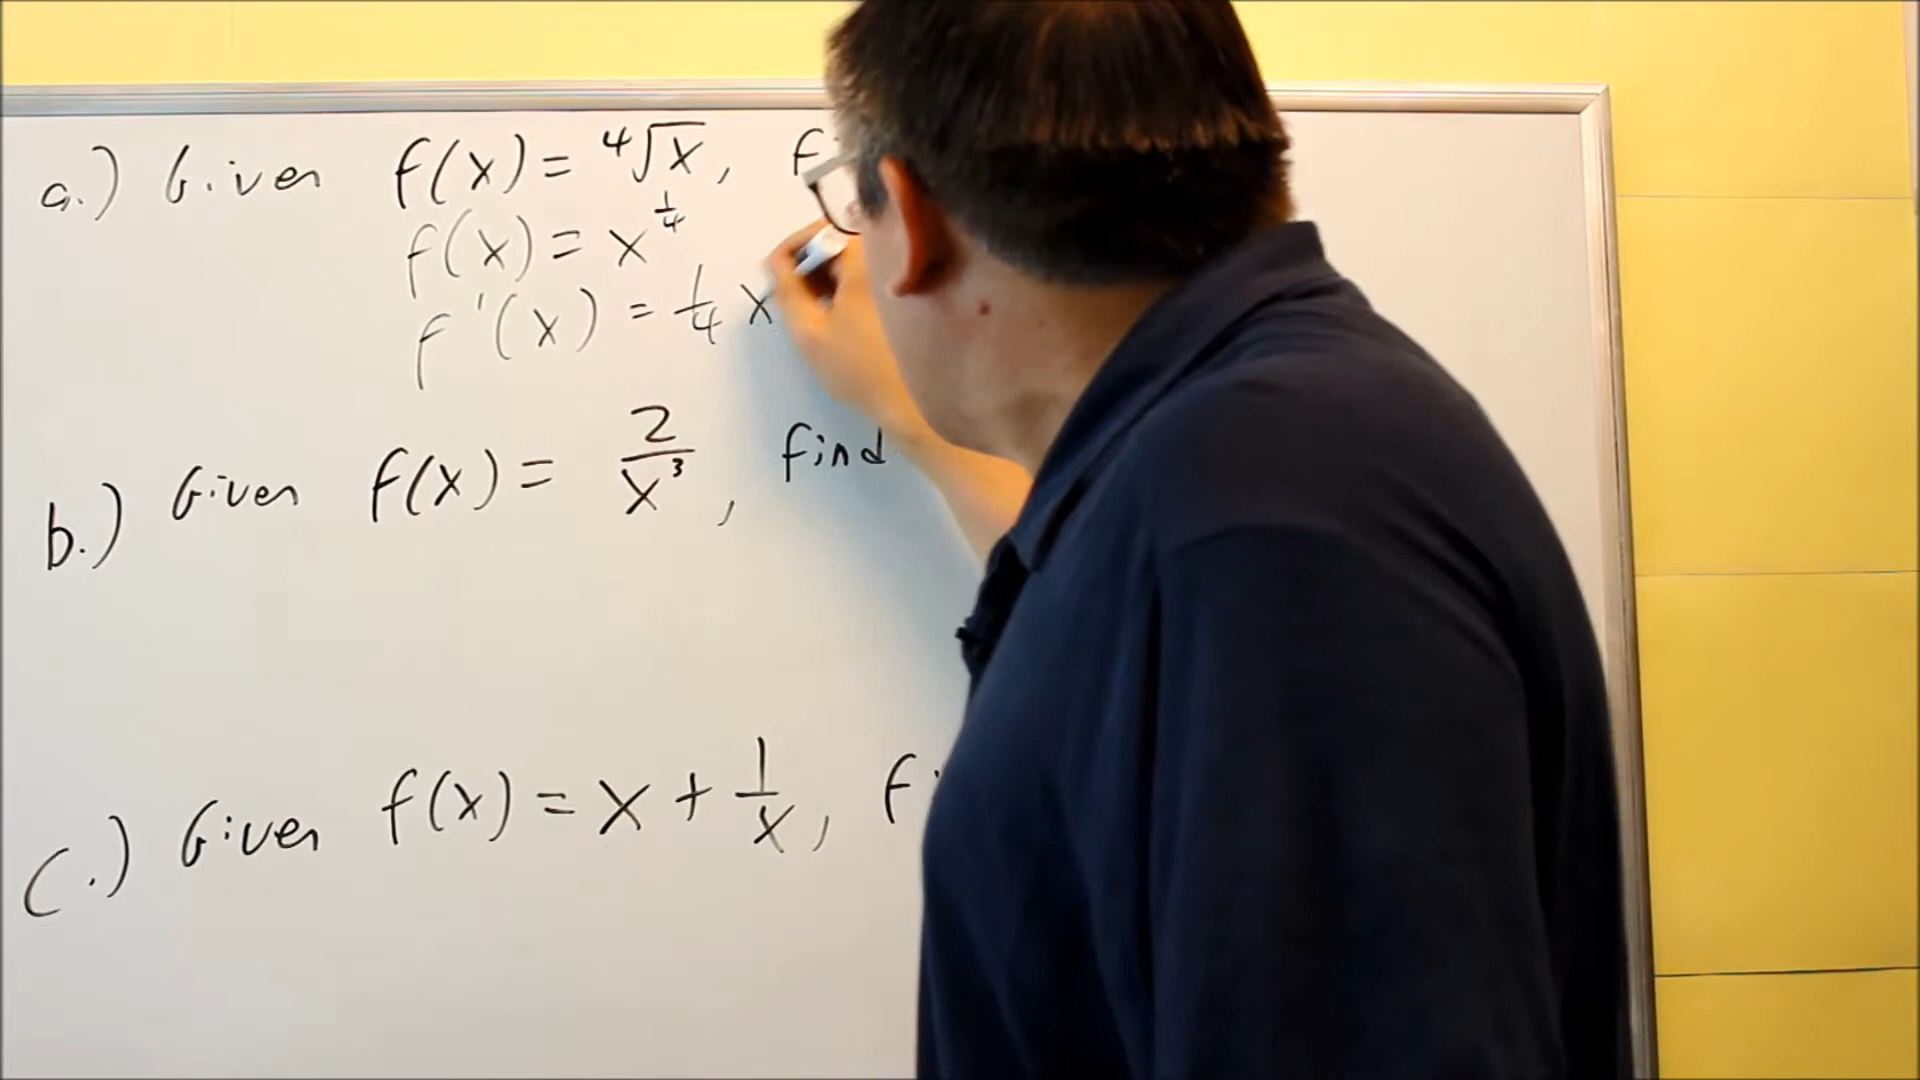 a.) Given f(x) = ⁴√x,
f(x) = x^(1/4)
f'(x) = 1/4 x
b.) Given f(x) = 2/x³, find
c.) Given f(x) = x + 1/x,